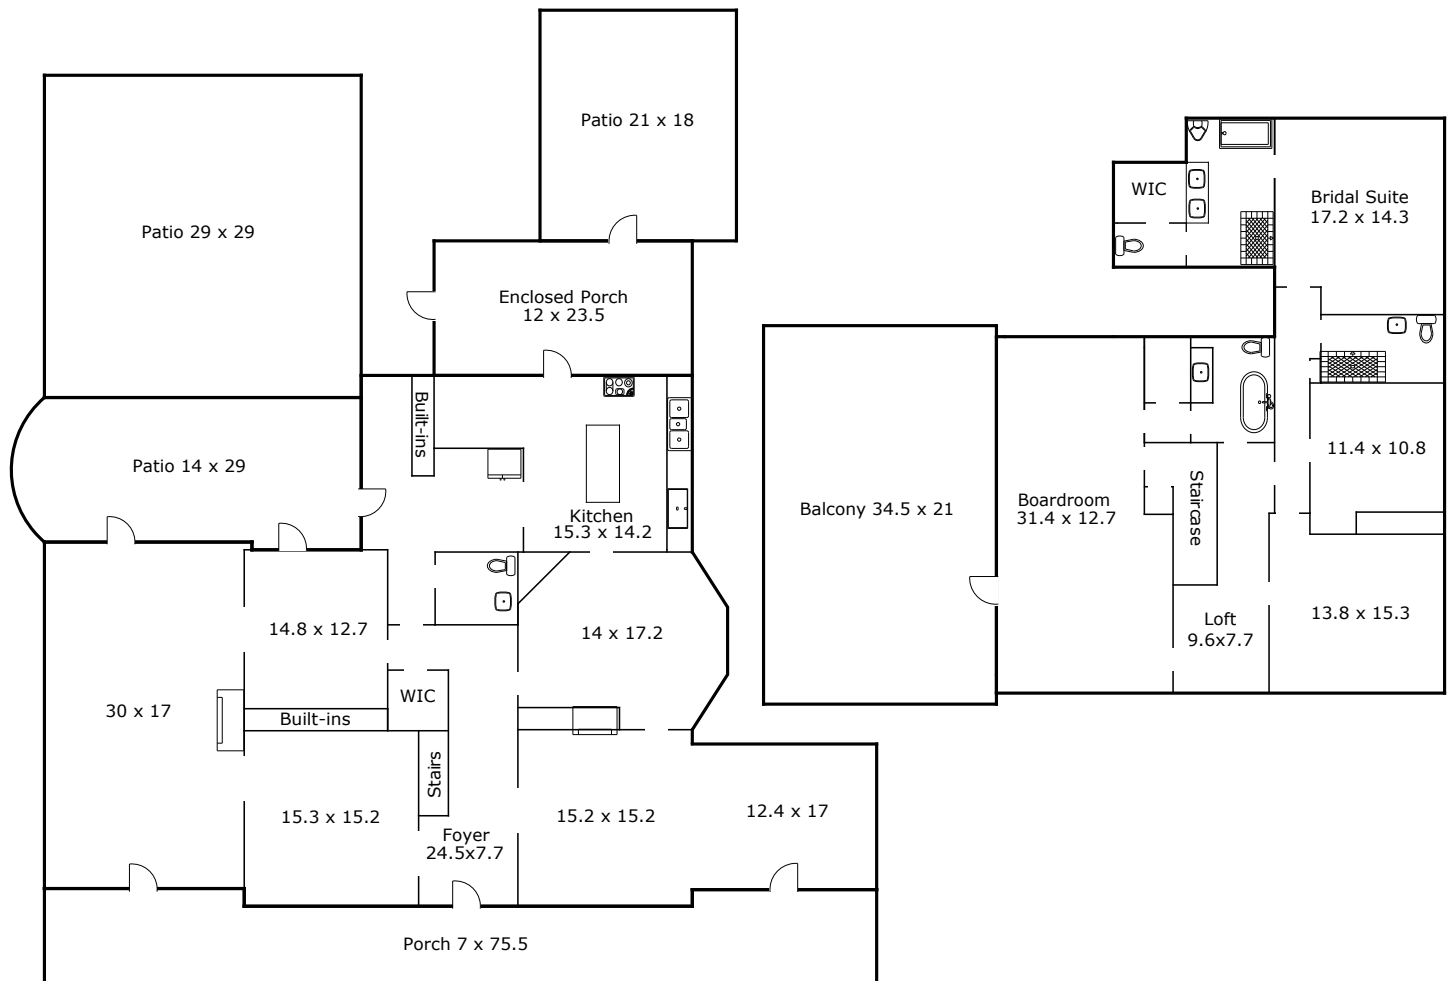 Patio 21 x 18
Patio 29 x 29
Enclosed Porch
12 x 23.5
Built-ins
Patio 14 x 29
Kitchen
15.3 x 14.2
14.8 x 12.7
14 x 17.2
WIC
30 x 17
Built-ins
Stairs
15.3 x 15.2
15.2 x 15.2
12.4 x 17
Foyer
24.5x7.7
Porch 7 x 75.5
WIC
Bridal Suite
17.2 x 14.3
11.4 x 10.8
Balcony 34.5 x 21
Boardroom
31.4 x 12.7
Staircase
Loft
9.6x7.7
13.8 x 15.3